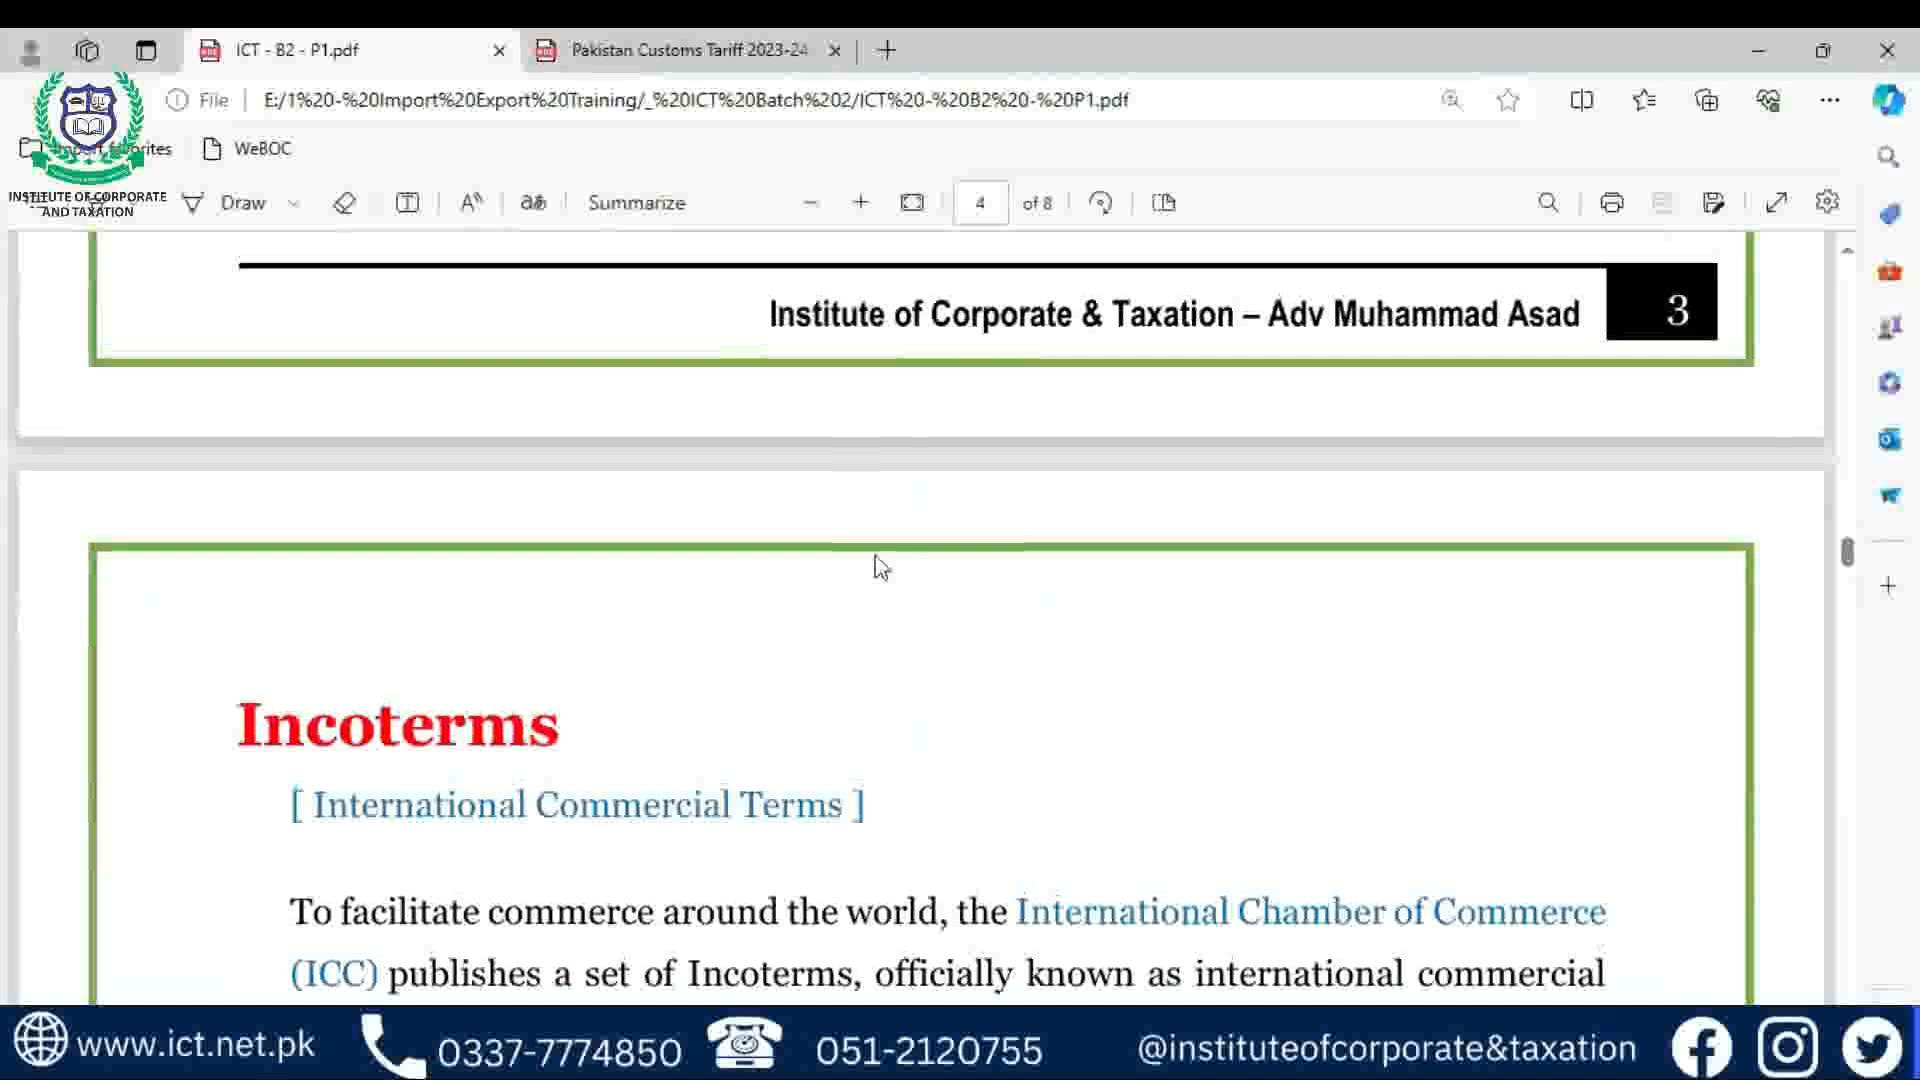 ICT - B2 - P1.pdf
Pakistan Customs Tariff 2023-24
File
E:/1%20-%20Import%20Export%20Training/_%20ICT%20Batch%202/ICT%20-%20B2%20-%20P1.pdf
Import favorites
WeBOC
INSTITUTE OF CORPORATE
AND TAXATION
Draw
Summarize
4
of 8
Institute of Corporate & Taxation – Adv Muhammad Asad
3
Incoterms
[ International Commercial Terms ]
To facilitate commerce around the world, the International Chamber of Commerce
(ICC) publishes a set of Incoterms, officially known as international commercial
www.ict.net.pk
0337-7774850
051-2120755
@instituteofcorporate&taxation